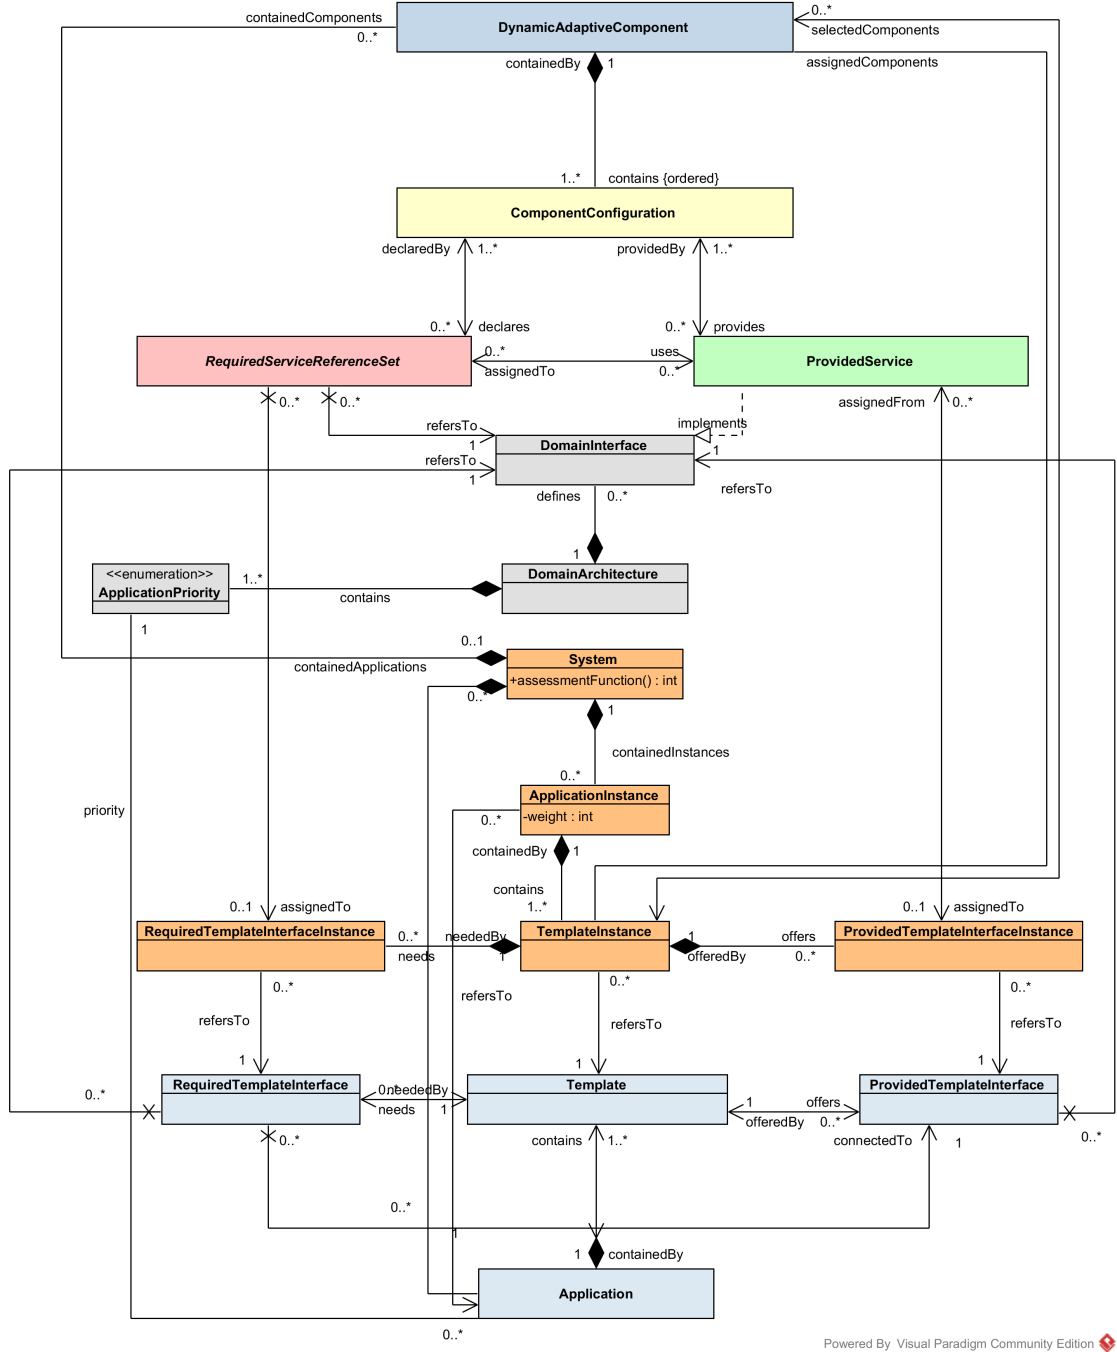 containedComponents
0..*
DynamicAdaptiveComponent
0..*
selectedComponents
containedBy
1
assignedComponents
1..*
contains {ordered}
ComponentConfiguration
declaredBy
1..*
providedBy
1..*
0..*
declares
0..*
provides
RequiredServiceReferenceSet
0..*
assignedTo
uses
0..*
ProvidedService
0..*
0..*
assignedFrom
0..*
refersTo
1
implements
DomainInterface
1
refersTo
1
refersTo
defines
0..*
1
<<enumeration>>
ApplicationPriority
1..*
contains
DomainArchitecture
1
0..1
containedApplications
System
+assessmentFunction() : int
0..*
1
containedInstances
0..*
ApplicationInstance
-weight : int
0..*
priority
containedBy
1
contains
1..*
0..1
assignedTo
0..1
assignedTo
RequiredTemplateInterfaceInstance
0..*
needs
neededBy
1
TemplateInstance
1
offeredBy
offers
0..*
ProvidedTemplateInterfaceInstance
0..*
refersTo
0..*
0..*
refersTo
refersTo
refersTo
1
1
1
0..*
RequiredTemplateInterface
0..*
needs
neededBy
1
Template
1
offeredBy
offers
0..*
ProvidedTemplateInterface
0..*
0..*
contains
1..*
connectedTo
1
0..*
1
1
containedBy
Application
0..*
Powered By Visual Paradigm Community Edition